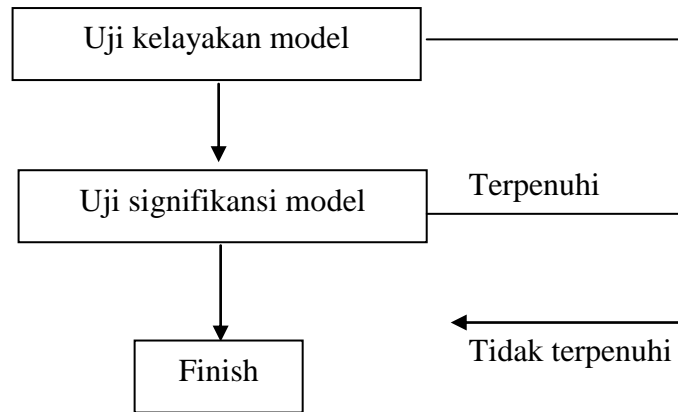 Uji kelayakan model
Uji signifikansi model
Terpenuhi
Tidak terpenuhi
Finish